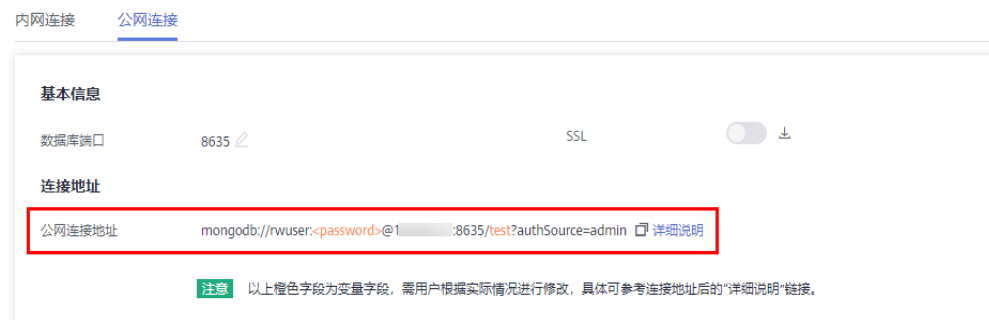 内网连接 公网连接
基本信息
数据库端口 8635 SSL
连接地址
公网连接地址 mongodb://rwuser:<password>@1 :8635/test?authSource=admin 详细说明
注意 以上橙色字段为变量字段，需用户根据实际情况进行修改，具体可参考连接地址后的“详细说明”链接。